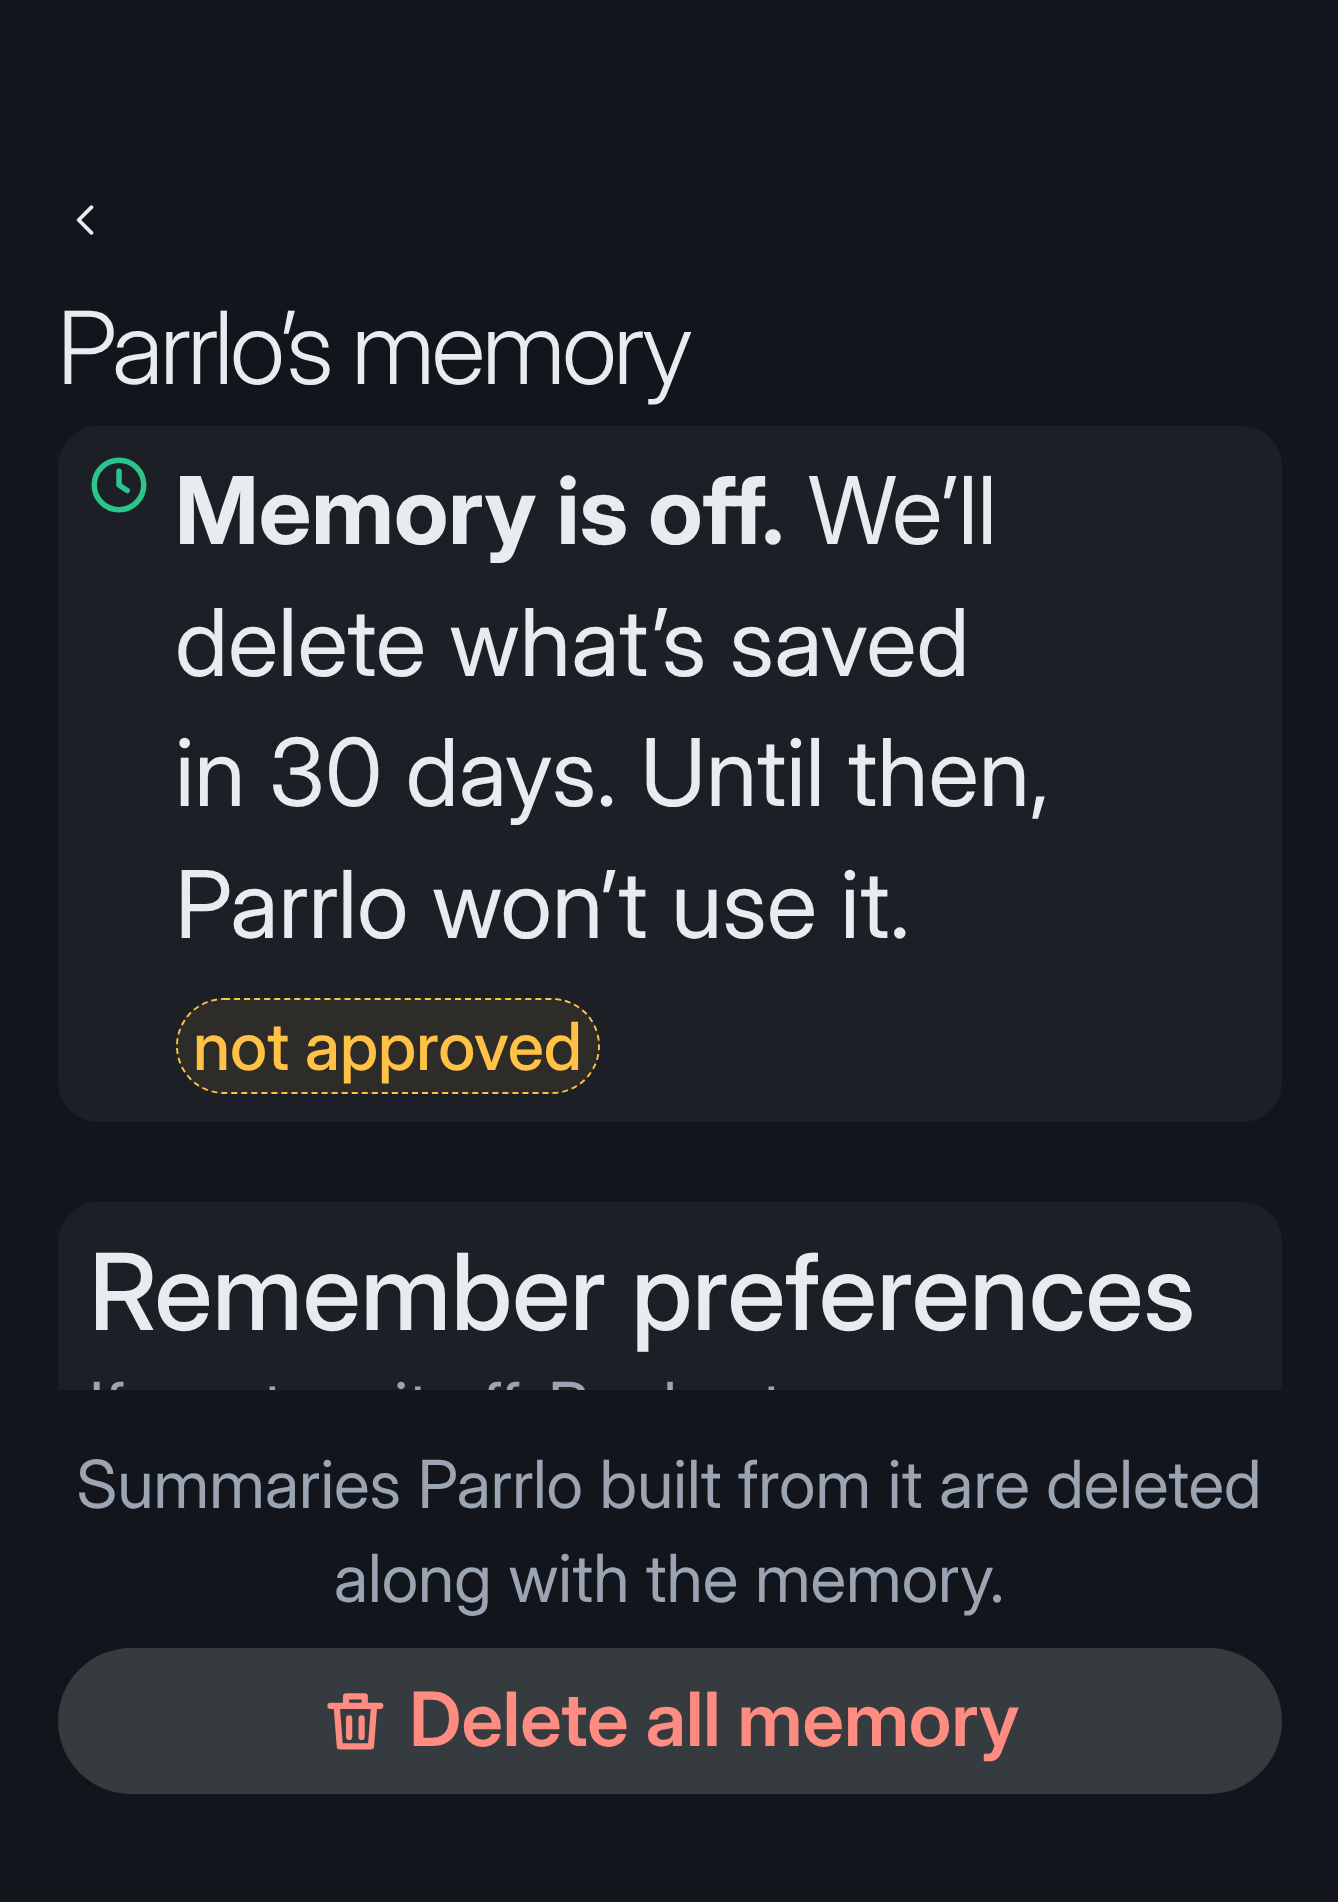 Parrlo’s memory
Memory is off. We’ll
delete what’s saved
in 30 days. Until then,
Parrlo won’t use it.
not approved
Remember preferences
Summaries Parrlo built from it are deleted
along with the memory.
Delete all memory